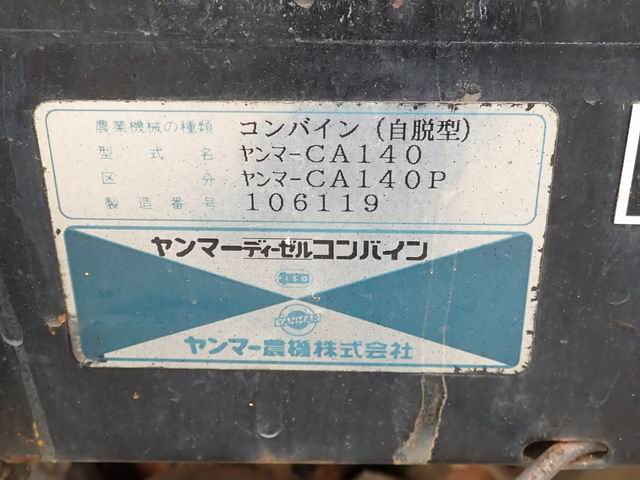 農業機械の種類 コンバイン(自脱型)
型式名 ヤンマーCA140
区分 ヤンマーCA140P
製造番号 106119
ヤンマーディーゼルコンバイン
ISO
YANMAR
ヤンマー農機株式会社